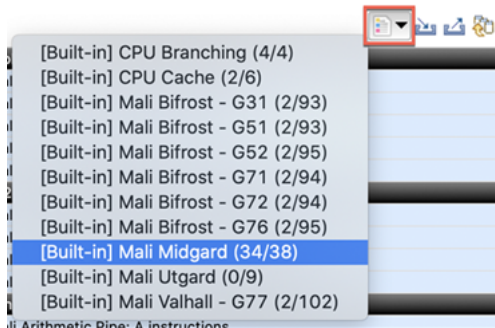 [Built-in] CPU Branching (4/4)
[Built-in] CPU Cache (2/6)
[Built-in] Mali Bifrost - G31 (2/93)
[Built-in] Mali Bifrost - G51 (2/93)
[Built-in] Mali Bifrost - G52 (2/95)
[Built-in] Mali Bifrost - G71 (2/94)
[Built-in] Mali Bifrost - G72 (2/94)
[Built-in] Mali Bifrost - G76 (2/95)
[Built-in] Mali Midgard (34/38)
[Built-in] Mali Utgard (0/9)
[Built-in] Mali Valhall - G77 (2/102)
Arithmetic Pipe: A instructions